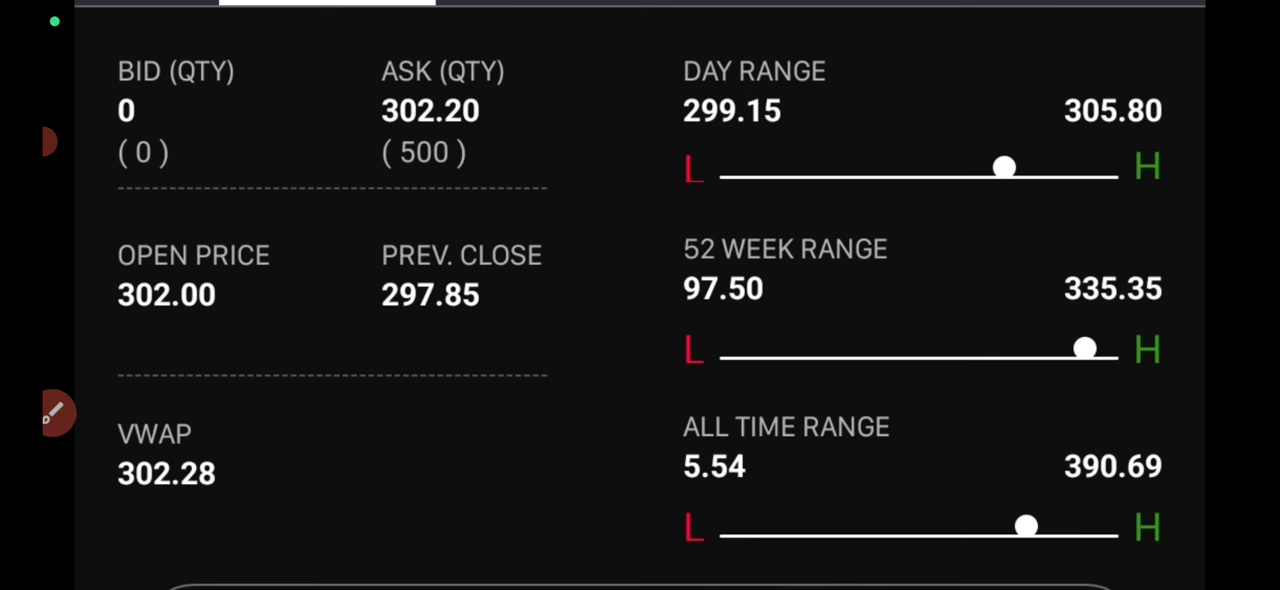 BID (QTY) ASK (QTY) DAY RANGE
0 302.20 299.15 305.80
( 0 ) ( 500 ) L H
OPEN PRICE PREV. CLOSE 52 WEEK RANGE
302.00 297.85 97.50 335.35
L H
VWAP ALL TIME RANGE
302.28 5.54 390.69
L H